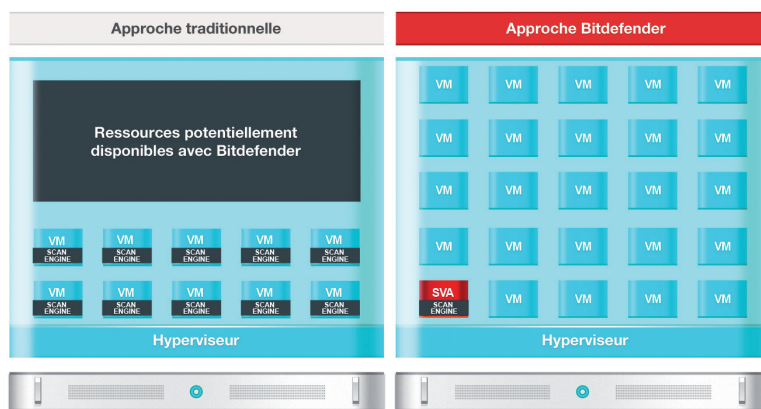 Approche traditionnelle
Ressources potentiellement
disponibles avec Bitdefender
VM VM VM VM VM
SCAN ENGINE SCAN ENGINE SCAN ENGINE SCAN ENGINE SCAN ENGINE
VM VM VM VM VM
SCAN ENGINE SCAN ENGINE SCAN ENGINE SCAN ENGINE SCAN ENGINE
Hyperviseur
Approche Bitdefender
VM VM VM VM VM
VM VM VM VM VM
VM VM VM VM VM
VM VM VM VM VM
SVA VM VM VM VM
SCAN ENGINE
Hyperviseur